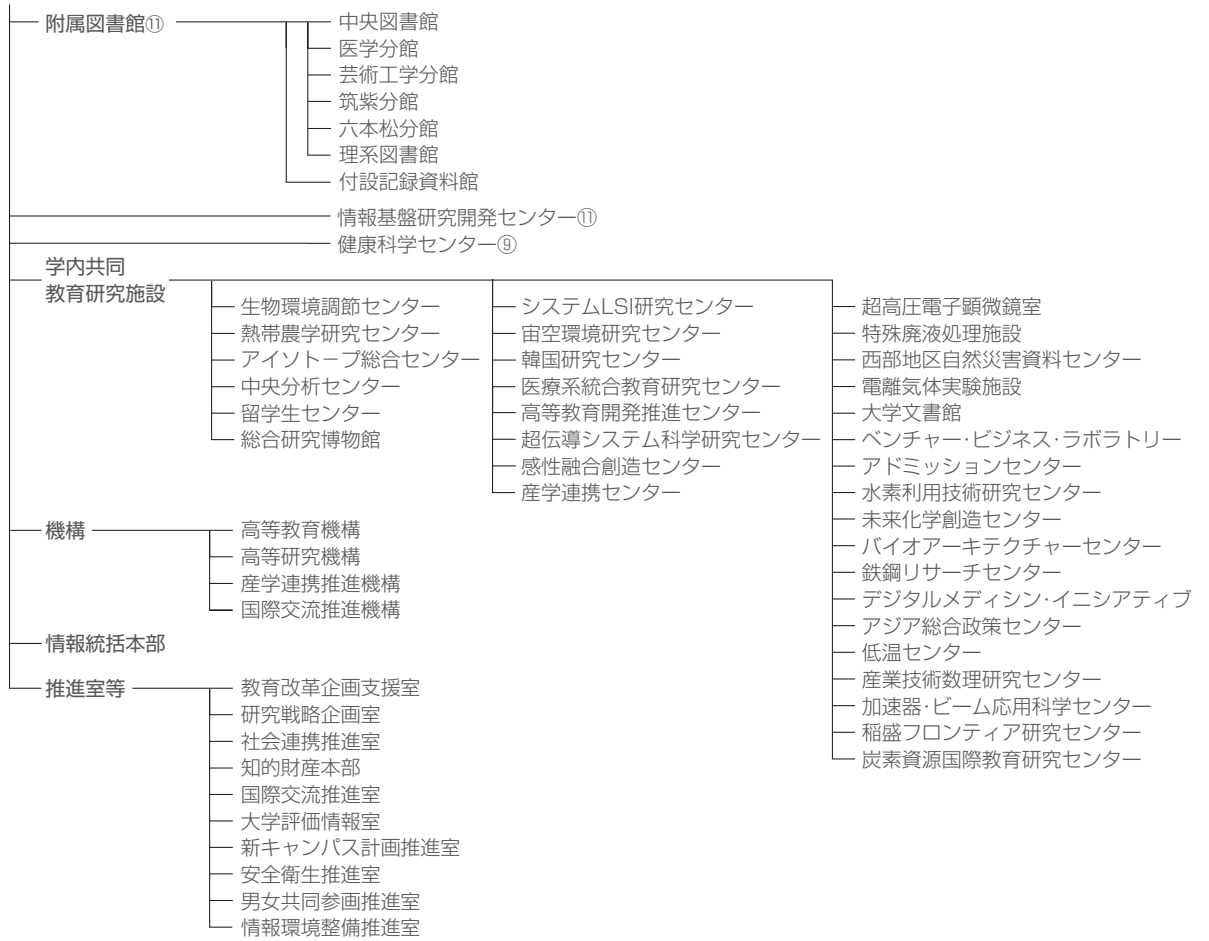 附属図書館⑪
中央図書館
医学分館
芸術工学分館
筑紫分館
六本松分館
理系図書館
付設記録資料館
情報基盤研究開発センター⑪
健康科学センター⑨
学内共同
教育研究施設
生物環境調節センター
熱帯農学研究センター
アイソトープ総合センター
中央分析センター
留学生センター
総合研究博物館
システムLSI研究センター
宙空環境研究センター
韓国研究センター
医療系統合教育研究センター
高等教育開発推進センター
超伝導システム科学研究センター
感性融合創造センター
産学連携センター
超高圧電子顕微鏡室
特殊廃液処理施設
西部地区自然災害資料センター
電離気体実験施設
大学文書館
ベンチャー・ビジネス・ラボラトリー
アドミッションセンター
水素利用技術研究センター
未来化学創造センター
バイオアーキテクチャーセンター
鉄鋼リサーチセンター
デジタルメディシン・イニシアティブ
アジア総合政策センター
低温センター
産業技術数理研究センター
加速器・ビーム応用科学センター
稲盛フロンティア研究センター
炭素資源国際教育研究センター
機構
高等教育機構
高等研究機構
産学連携推進機構
国際交流推進機構
情報統括本部
推進室等
教育改革企画支援室
研究戦略企画室
社会連携推進室
知的財産本部
国際交流推進室
大学評価情報室
新キャンパス計画推進室
安全衛生推進室
男女共同参画推進室
情報環境整備推進室